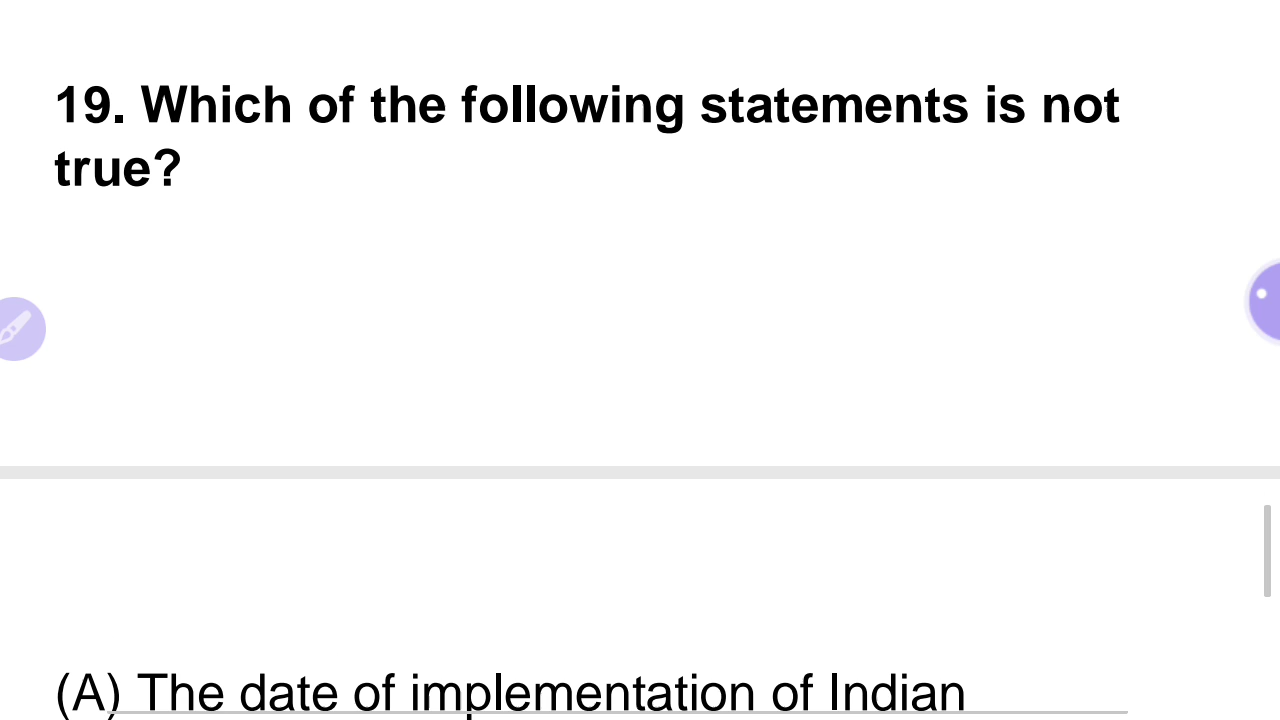 19. Which of the following statements is not
true?
(A) The date of implementation of Indian